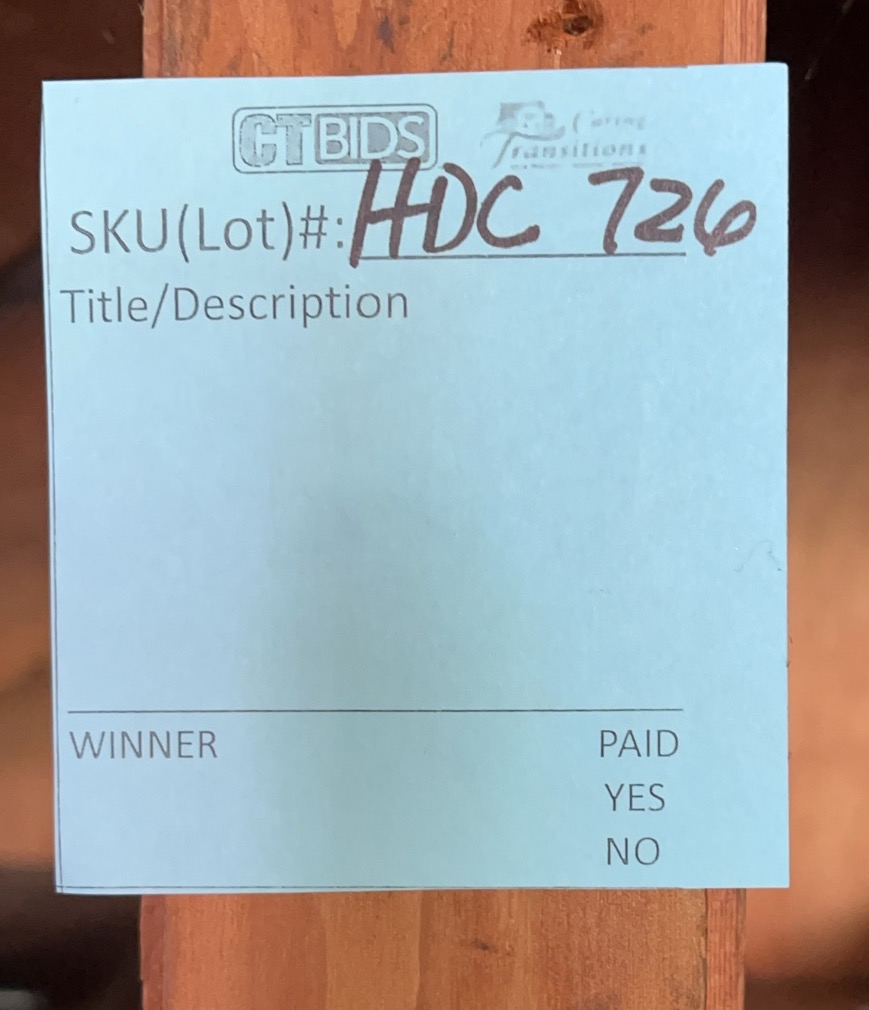 CTBIDS Caring Transitions
SKU(Lot)#: HDC 726
Title/Description
WINNER PAID
YES
NO